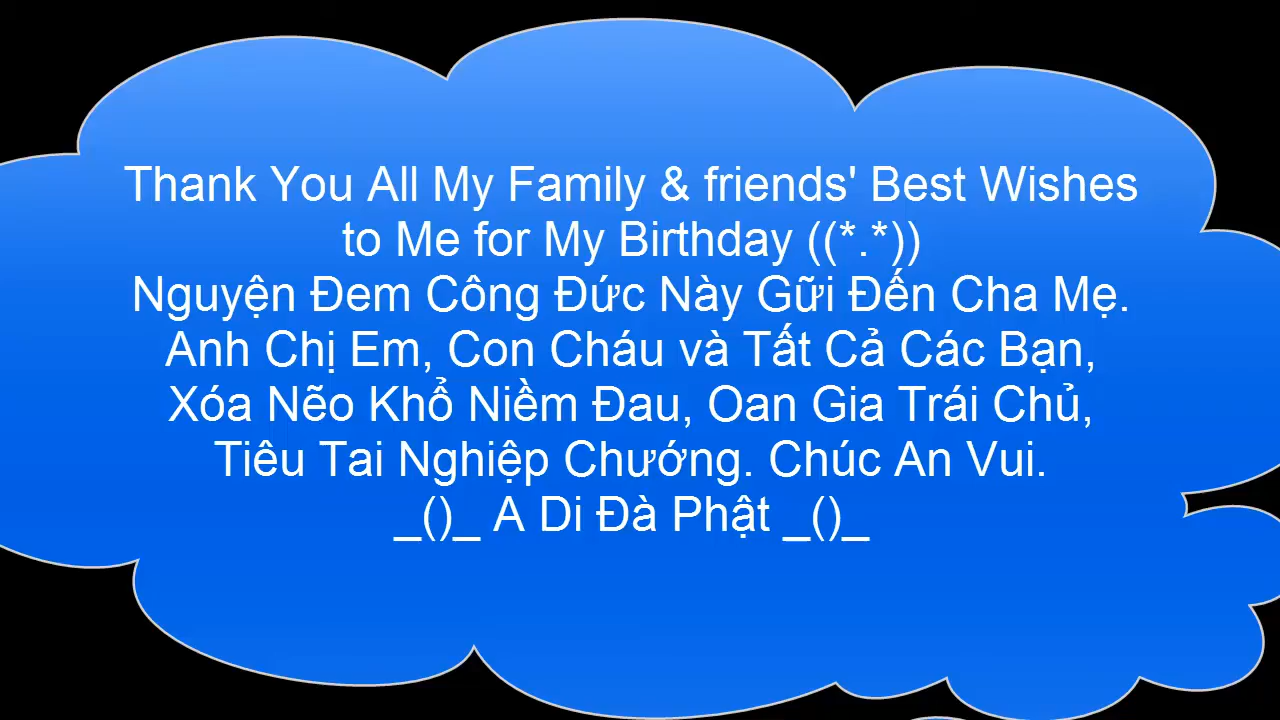 Thank You All My Family & friends' Best Wishes
to Me for My Birthday ((*.*))
Nguyện Đem Công Đức Này Gữi Đến Cha Mẹ.
Anh Chị Em, Con Cháu và Tất Cả Các Bạn,
Xóa Nẽo Khổ Niềm Đau, Oan Gia Trái Chủ,
Tiêu Tai Nghiệp Chướng. Chúc An Vui.
_()_ A Di Đà Phật _()_